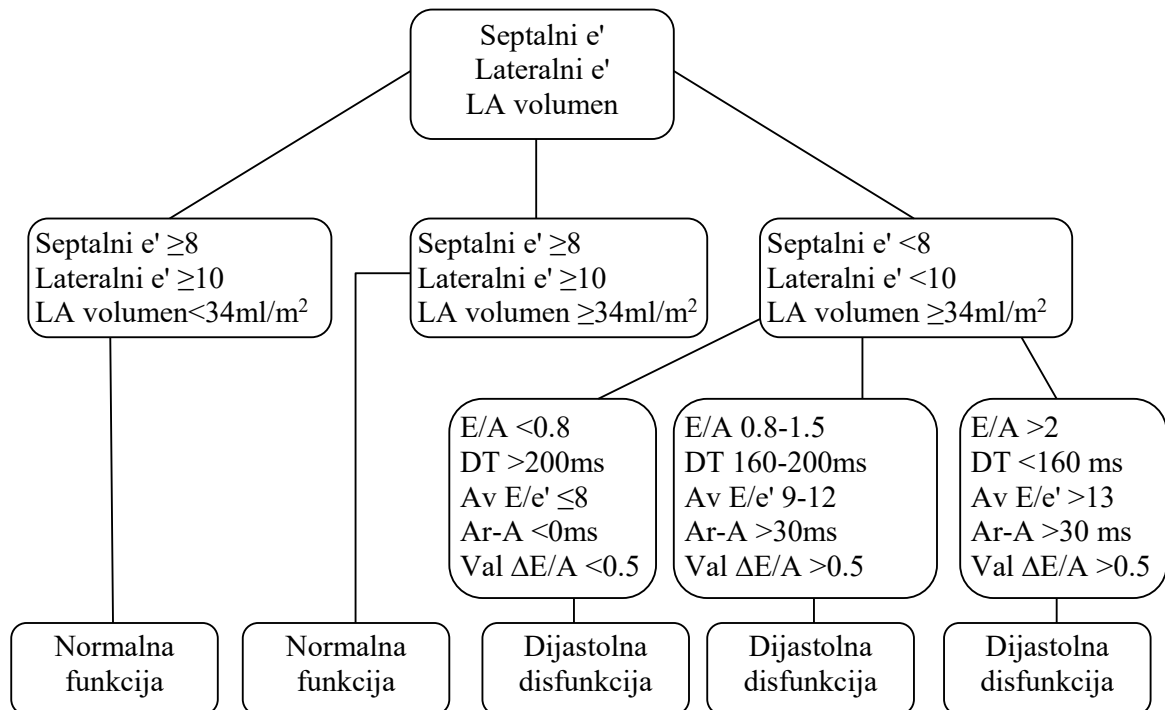 Septalni e'
Lateralni e'
LA volumen
Septalni e' ≥8
Lateralni e' ≥10
LA volumen<34ml/m²
Septalni e' ≥8
Lateralni e' ≥10
LA volumen ≥34ml/m²
Septalni e' <8
Lateralni e' <10
LA volumen ≥34ml/m²
E/A <0.8
DT >200ms
Av E/e' ≤8
Ar-A <0ms
Val ΔE/A <0.5
E/A 0.8-1.5
DT 160-200ms
Av E/e' 9-12
Ar-A >30ms
Val ΔE/A >0.5
E/A >2
DT <160 ms
Av E/e' >13
Ar-A >30 ms
Val ΔE/A >0.5
Normalna
funkcija
Normalna
funkcija
Dijastolna
disfunkcija
Dijastolna
disfunkcija
Dijastolna
disfunkcija